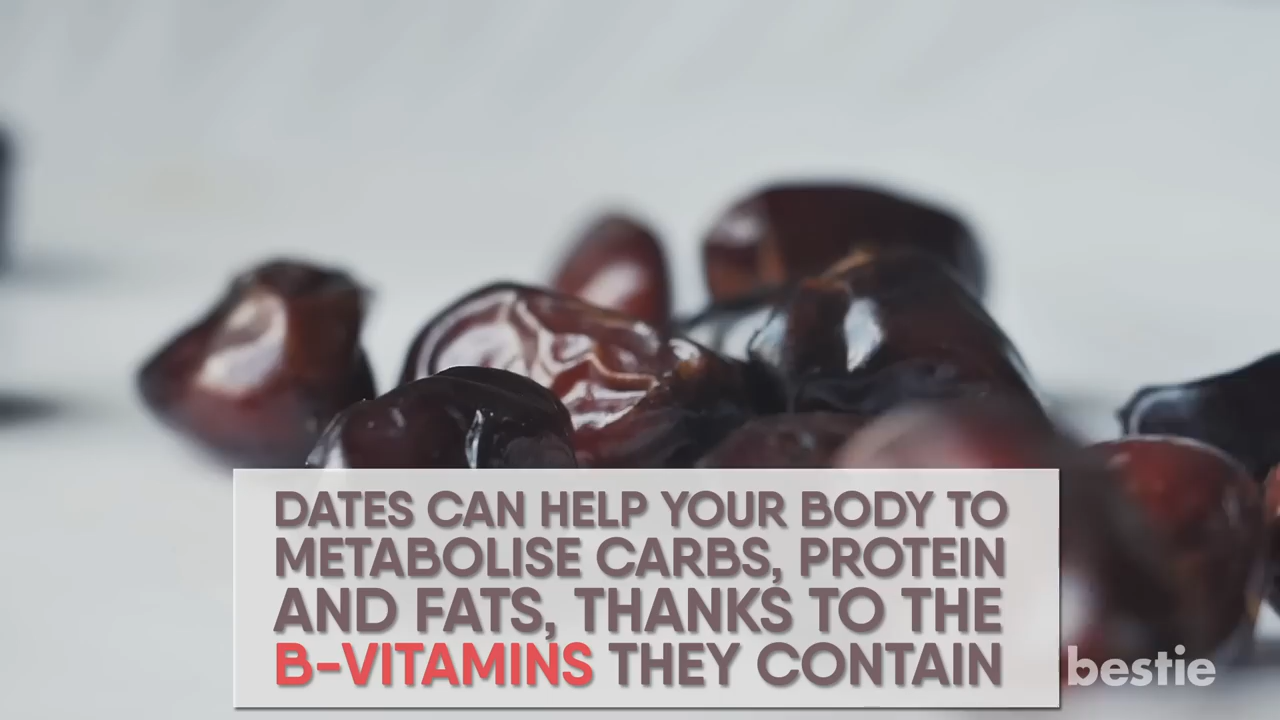 DATES CAN HELP YOUR BODY TO
METABOLISE CARBS, PROTEIN
AND FATS, THANKS TO THE
B-VITAMINS THEY CONTAIN
bestie